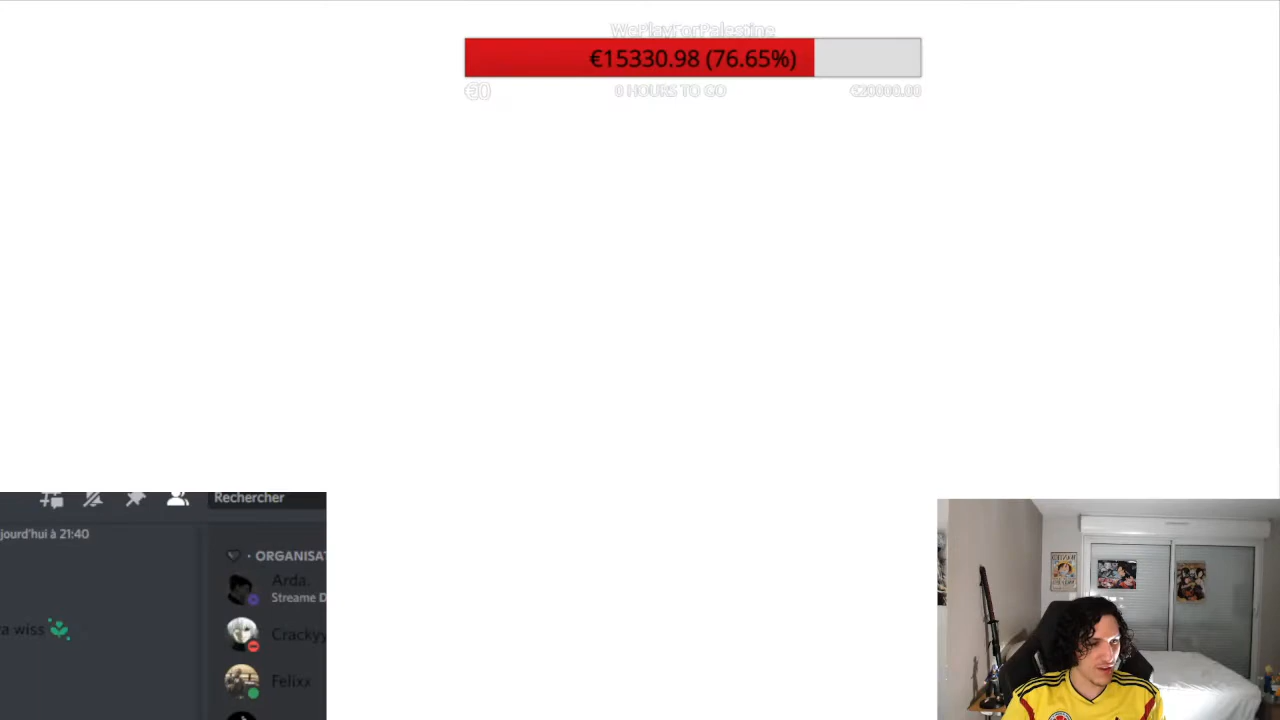 WePlayForPalestine
€15330.98 (76.65%)
€0
0 HOURS TO GO
€20000.00
Rechercher
jourd'hui à 21:40
ORGANISAT
Arda.
Streame D
a wiss
Crackyy
Felixx